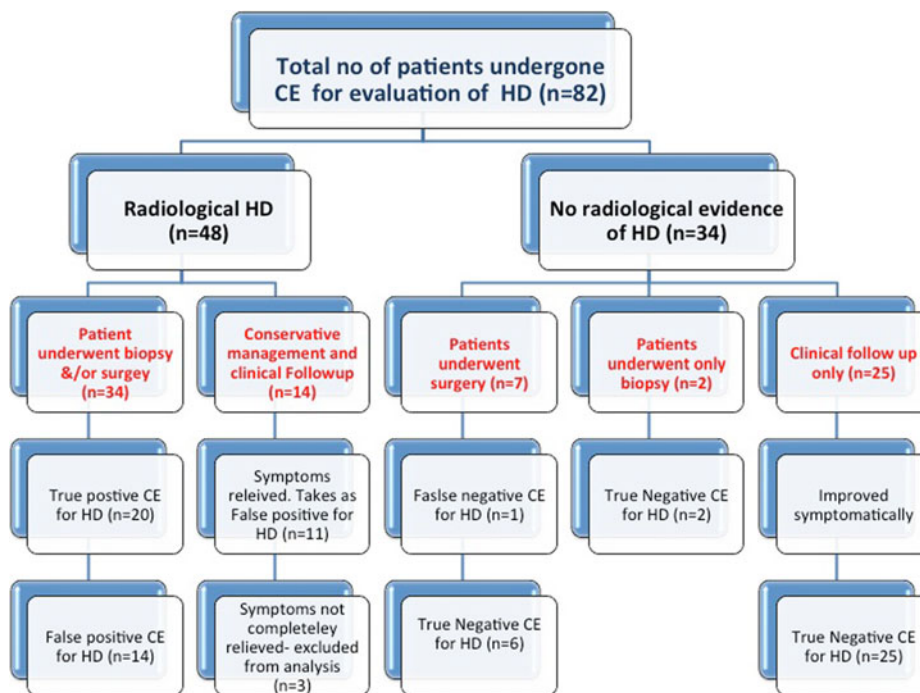 Total no of patients undergone
CE for evaluation of HD (n=82)
Radiological HD
(n=48)
No radiological evidence
of HD (n=34)
Patient
underwent biopsy
&/or surgey
(n=34)
Conservative
management and
clinical Followup
(n=14)
Patients
underwent
surgery (n=7)
Patients
underwent only
biopsy (n=2)
Clinical follow up
only (n=25)
True postive CE
for HD (n=20)
Symptoms
releived. Takes as
False positive for
HD (n=11)
Faslse negative CE
for HD (n=1)
True Negative CE
for HD (n=2)
Improved
symptomatically
False positive CE
for HD (n=14)
Symptoms not
completeley
relieved- excluded
from analysis
(n=3)
True Negative CE
for HD (n=6)
True Negative CE
for HD (n=25)